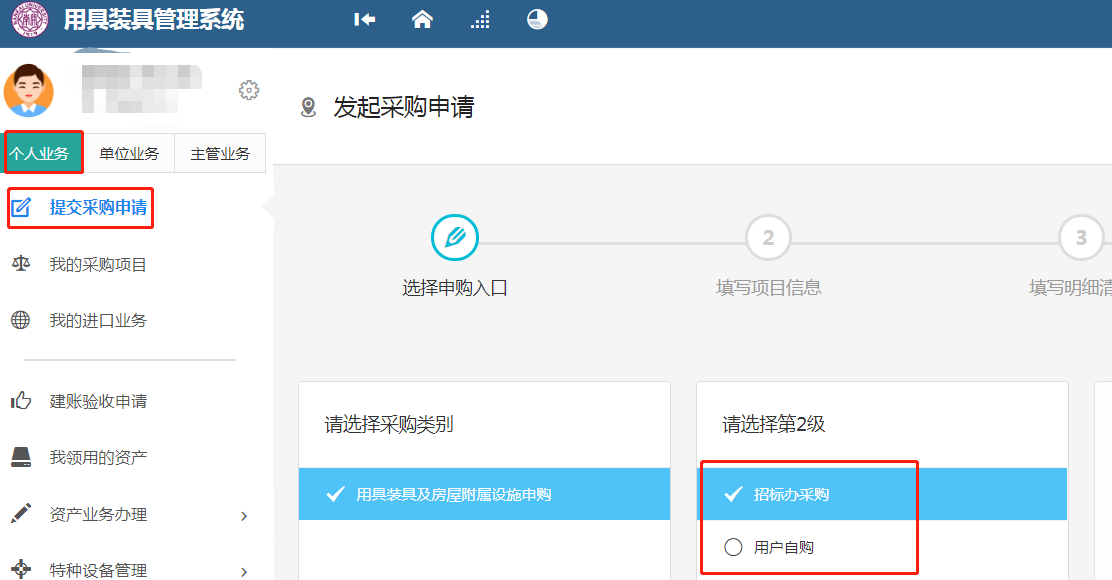 用具装具管理系统
个人业务
单位业务
主管业务
提交采购申请
我的采购项目
我的进口业务
建账验收申请
我领用的资产
资产业务办理
特种设备管理
发起采购申请
2
3
选择申购入口
填写项目信息
填写明细清
请选择采购类别
用具装具及房屋附属设施申购
请选择第2级
招标办采购
用户自购